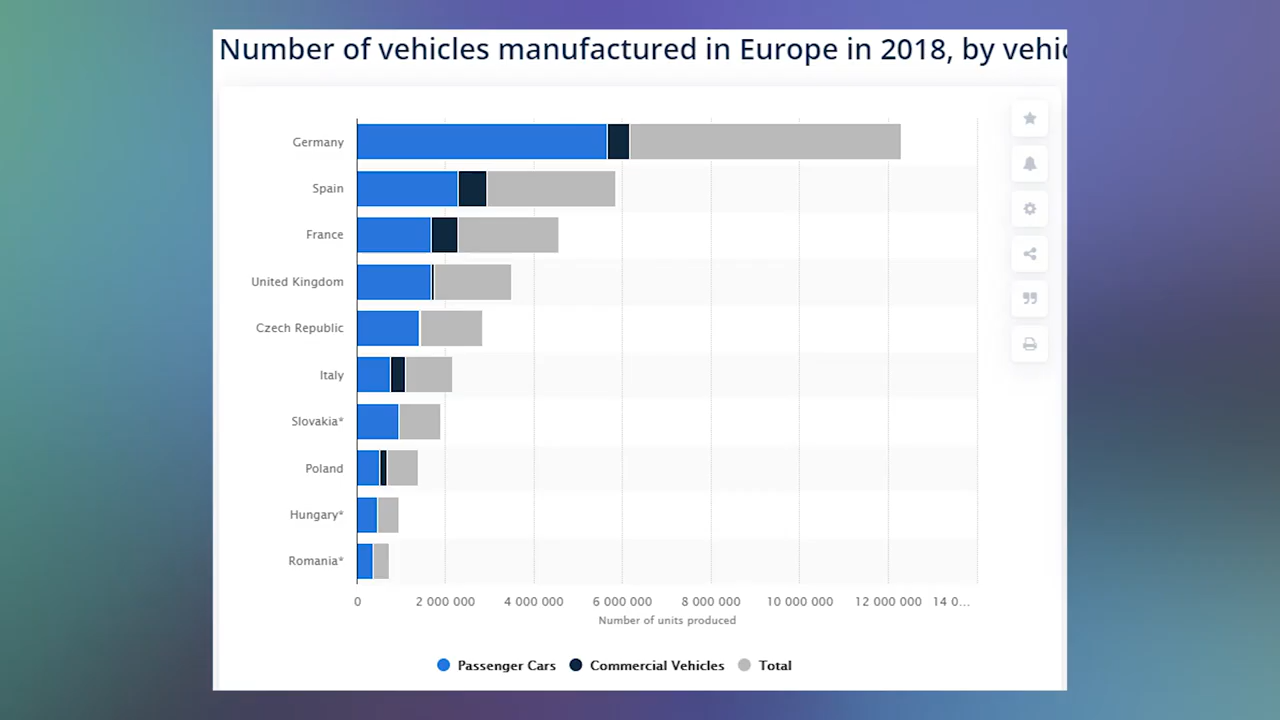 Number of vehicles manufactured in Europe in 2018, by
Germany
Spain
France
United Kingdom
Czech Republic
Italy
Slovakia*
Poland
Hungary*
Romania*
0 2 000 000 4 000 000 6 000 000 8 000 000 10 000 000 12 000 000 14 0...
Number of units produced
Passenger Cars Commercial Vehicles Total